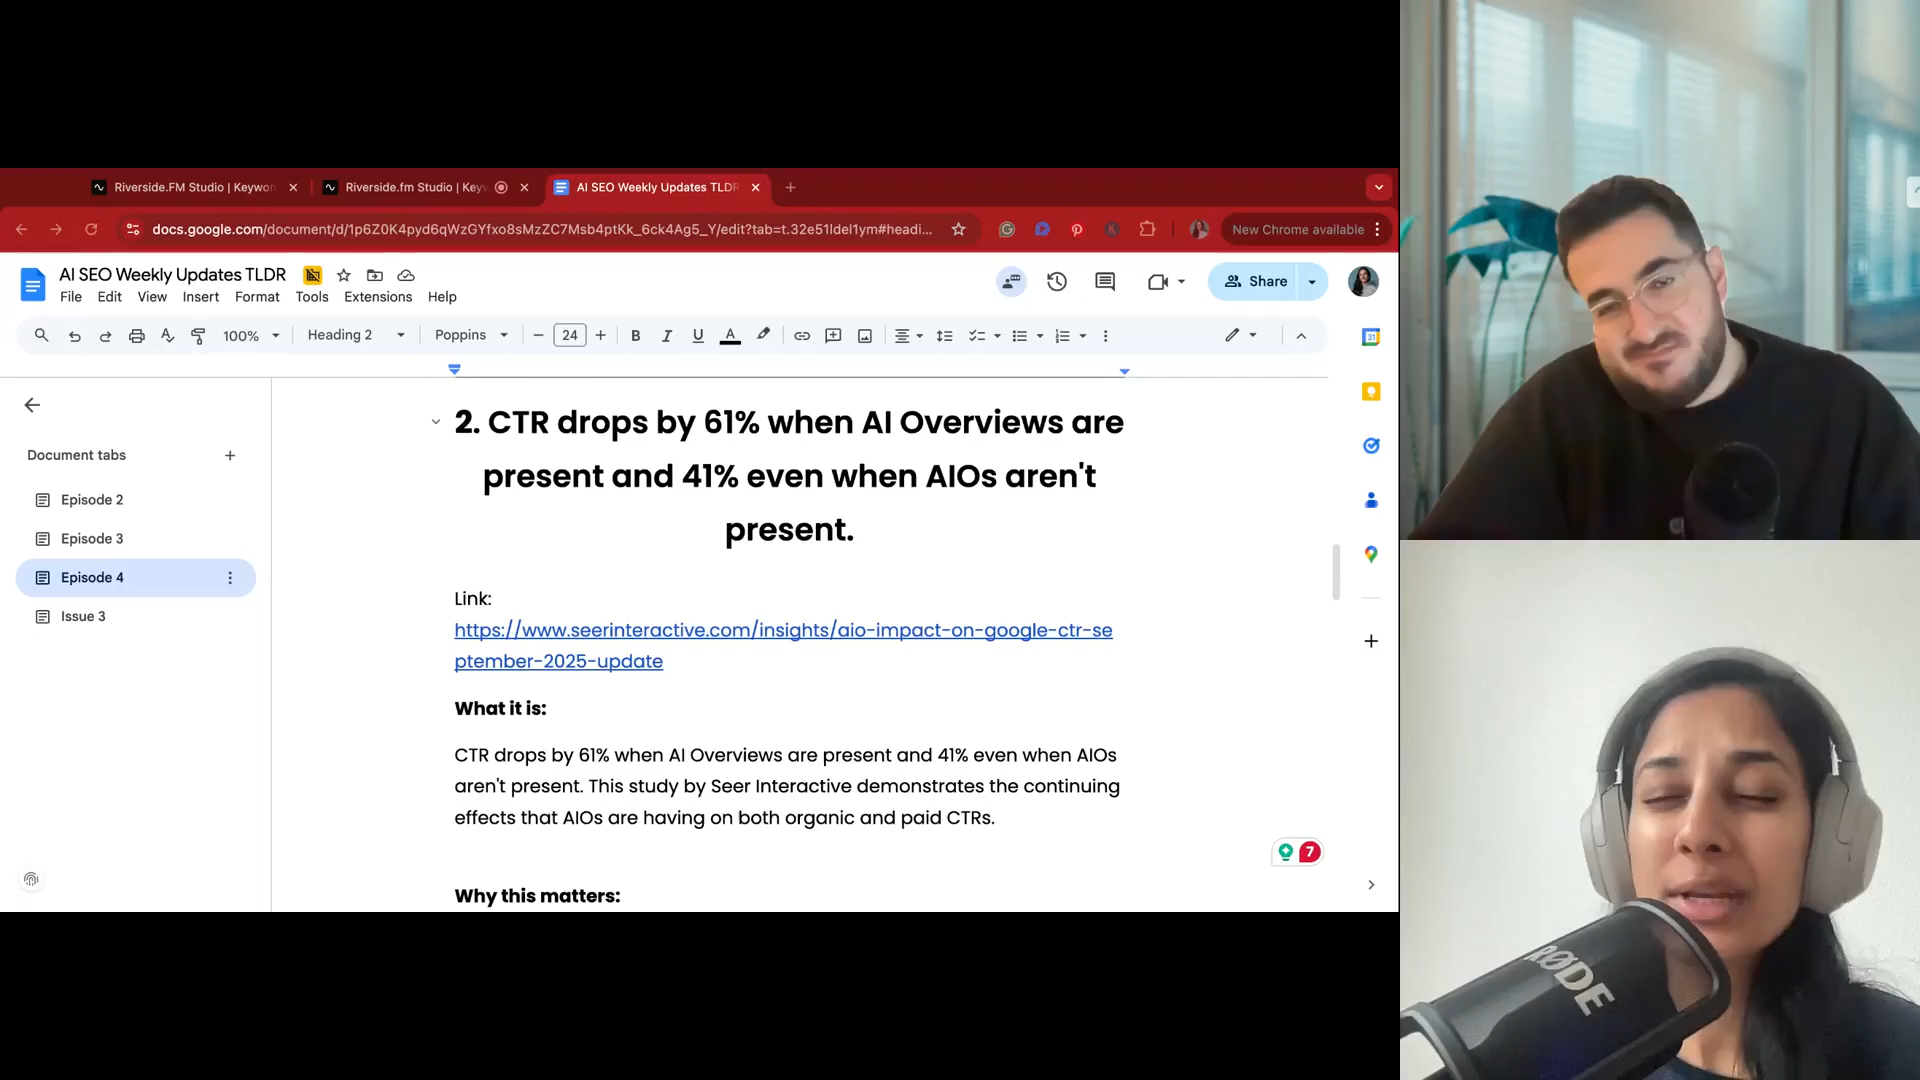 Riverside.FM Studio | Keywor
Riverside.fm Studio | Keyw
AI SEO Weekly Updates TLDR
docs.google.com/document/d/1p6Z0K4pyd6qWzGYfxo8sMzZC7Msb4ptKk_6ck4Ag5_Y/edit?tab=t.32e51ldel1ym#headi...
New Chrome available
AI SEO Weekly Updates TLDR
File Edit View Insert Format Tools Extensions Help
Share
100% Heading 2 Poppins 24 B I U A
31
Document tabs
Episode 2
Episode 3
Episode 4
Issue 3
2. CTR drops by 61% when AI Overviews are
present and 41% even when AIOs aren't
present.
Link:
https://www.seerinteractive.com/insights/aio-impact-on-google-ctr-se
ptember-2025-update
What it is:
CTR drops by 61% when AI Overviews are present and 41% even when AIOs
aren't present. This study by Seer Interactive demonstrates the continuing
effects that AIOs are having on both organic and paid CTRs.
7
Why this matters:
RØDE